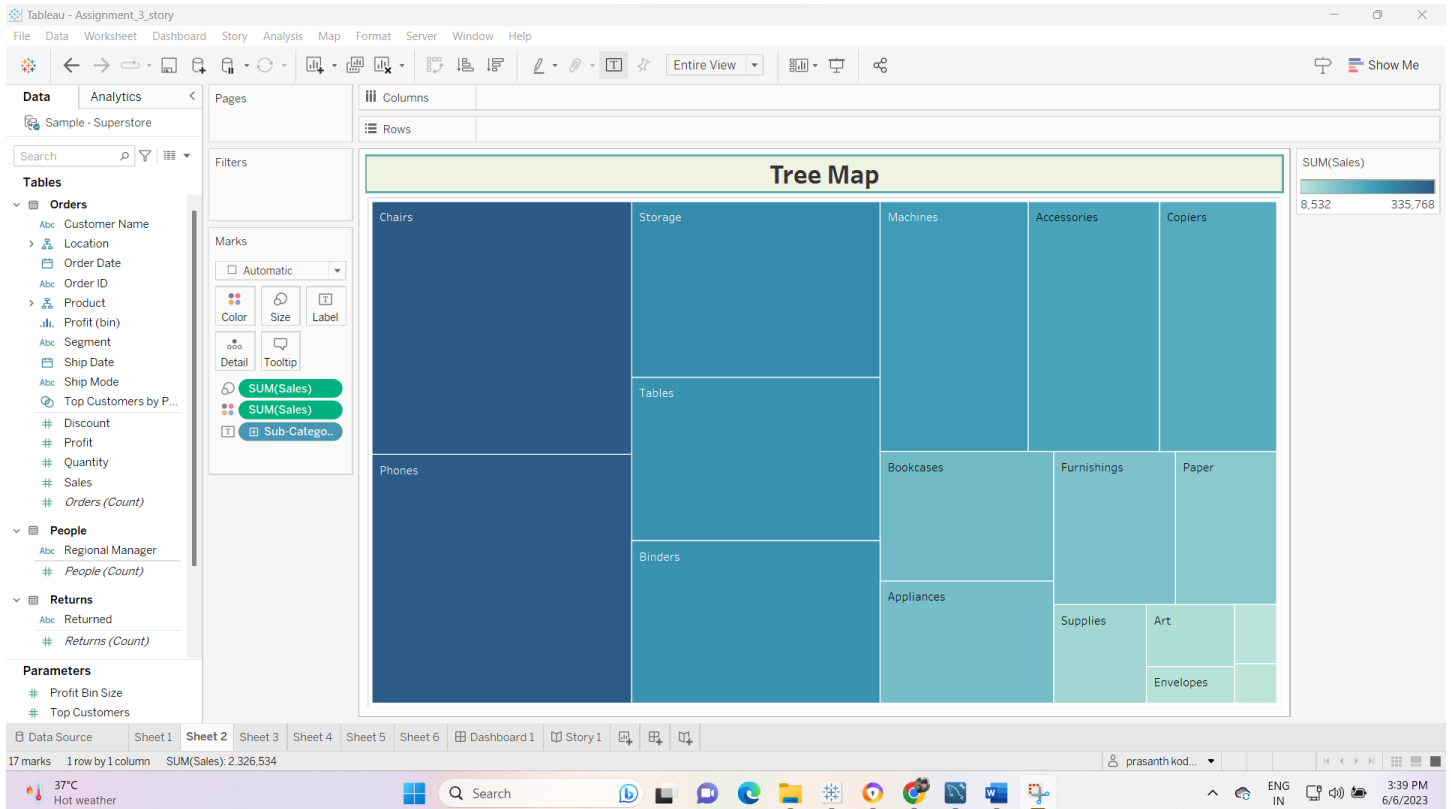 Tableau - Assignment_3_story
File Data Worksheet Dashboard Story Analysis Map Format Server Window Help
Entire View
Show Me
Data Analytics
Sample - Superstore
Search
Tables
Orders
Abc Customer Name
Location
Order Date
Abc Order ID
Product
Profit (bin)
Abc Segment
Ship Date
Abc Ship Mode
Top Customers by P...
# Discount
# Profit
# Quantity
# Sales
# Orders (Count)
People
Abc Regional Manager
# People (Count)
Returns
Abc Returned
# Returns (Count)
Parameters
# Profit Bin Size
# Top Customers
Pages
Filters
Marks
Automatic
Color Size Label
Detail Tooltip
SUM(Sales)
SUM(Sales)
Sub-Catego..
Columns
Rows
Tree Map
Chairs
Storage
Machines
Accessories
Copiers
Tables
Phones
Bookcases
Furnishings
Paper
Binders
Appliances
Supplies
Art
Envelopes
SUM(Sales)
8,532 335,768
Data Source Sheet 1 Sheet 2 Sheet 3 Sheet 4 Sheet 5 Sheet 6 Dashboard 1 Story 1
17 marks 1 row by 1 column SUM(Sales): 2,326,534
prasanth kod...
37°C
Hot weather
Search
ENG
IN
3:39 PM
6/6/2023